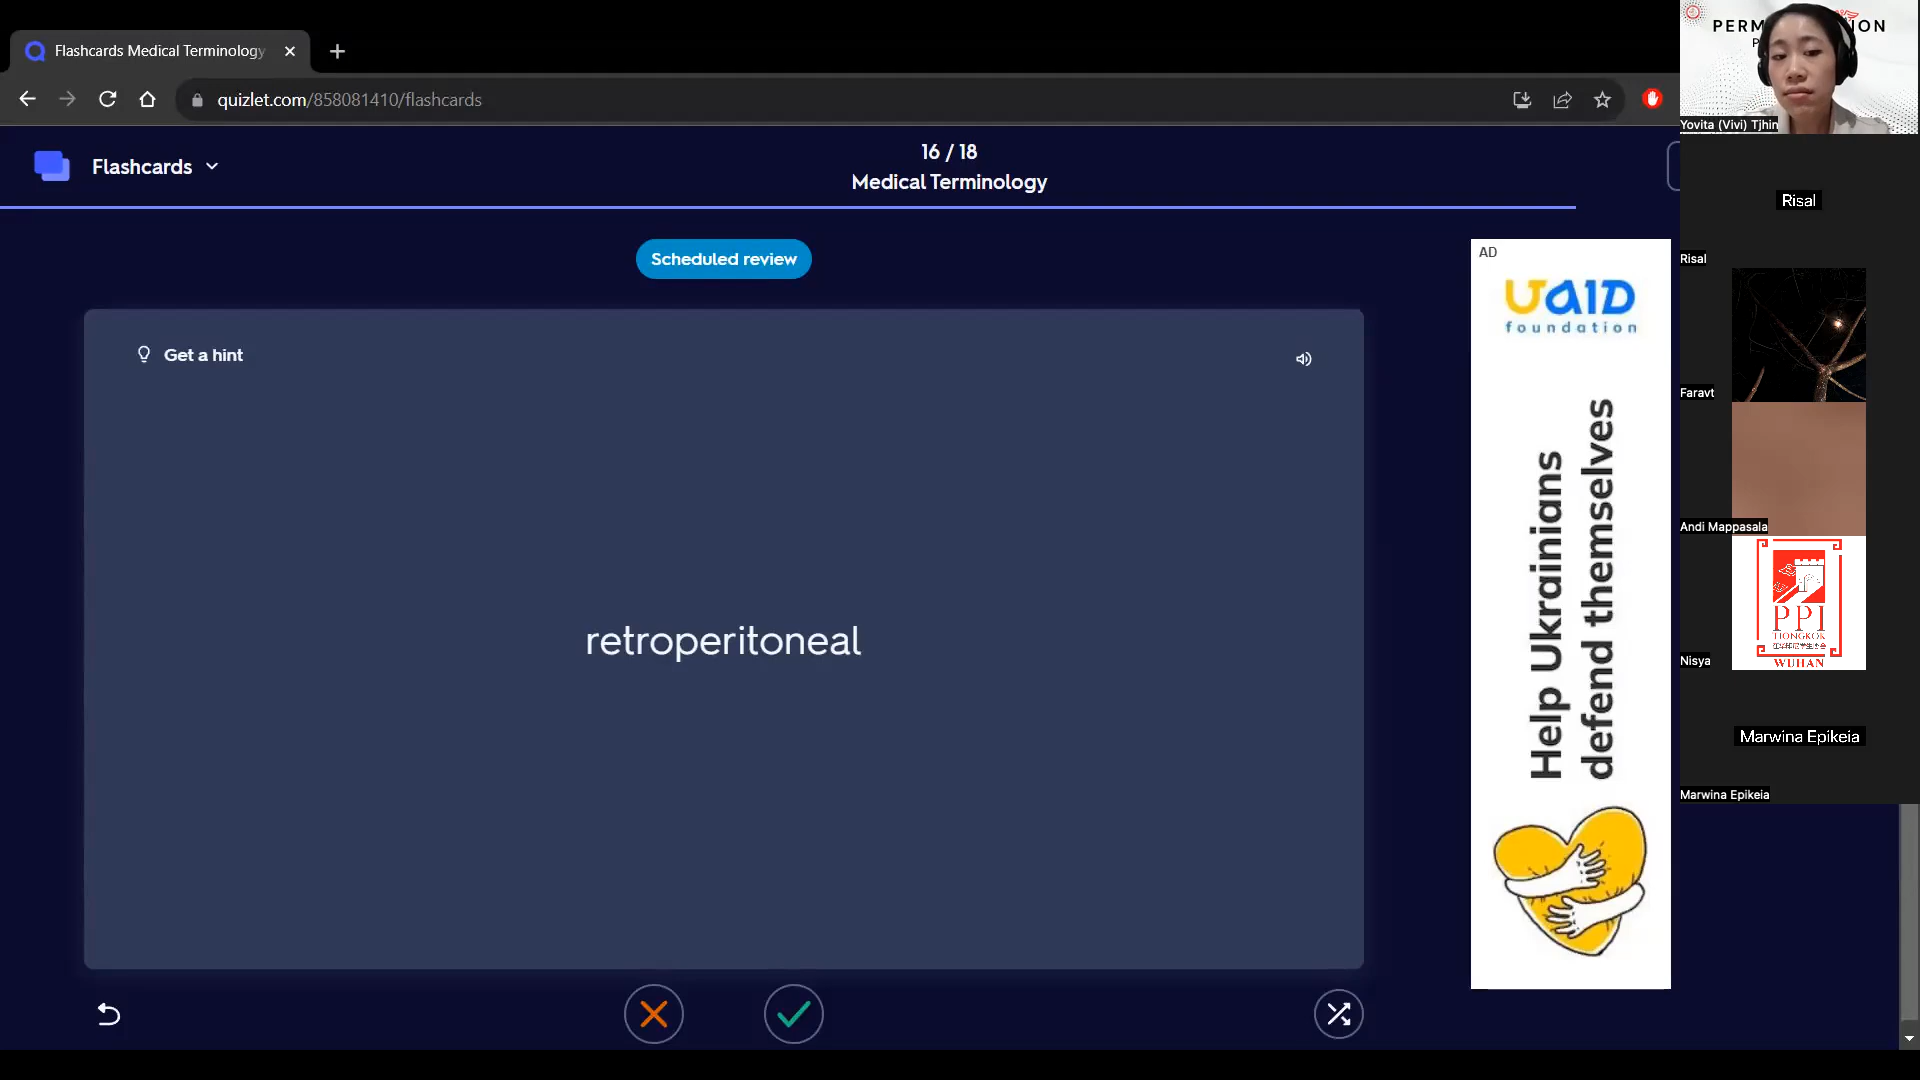 Flashcards Medical Terminology
quizlet.com/858081410/flashcards
Flashcards
16 / 18
Medical Terminology
Scheduled review
Get a hint
retroperitoneal
AD
UAID
foundation
Help Ukrainians
defend themselves
PERM
ION
P
Yovita (Vivi) Tjhin
Risal
Risal
Faravt
Andi Mappasala
PPI
TIONGKOK
WUHAN
Nisya
Marwina Epikeia
Marwina Epikeia